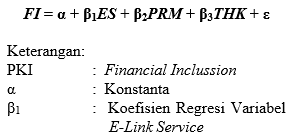 FI = α + β1ES + β2PRM + β3THK + ε
Keterangan:
PKI : Financial Inclussion
α : Konstanta
β1 : Koefisien Regresi Variabel
E-Link Service